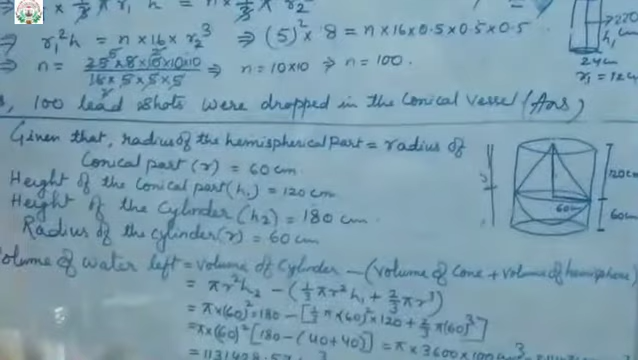 r₁²h = n×16×r₂³ ⇒ (5)²×8 = n×16×0.5×0.5×0.5
⇒ n = 25×8×10×10×10 / 16×5×5×5 ⇒ n = 10×10 ⇒ n = 100.
100 lead shots were dropped in the conical vessel (Ans)
24cm
Given that, radius of the hemispherical part = radius of
Conical part (r) = 60 cm
Height of the conical part (h₁) = 120 cm
Height of the cylinder (h₂) = 180 cm
Radius of the cylinder (r) = 60 cm
120cm
60cm
60cm
Volume of water left = volume of cylinder - (volume of cone + volume of hemisphere)
= πr²h₂ - (1/3 πr²h₁ + 2/3 πr³)
= π×(60)²×180 - [1/3 π×(60)²×120 + 2/3 π(60)³]
= π×(60)² [180 - (40+40)] = π×3600×100 cm³